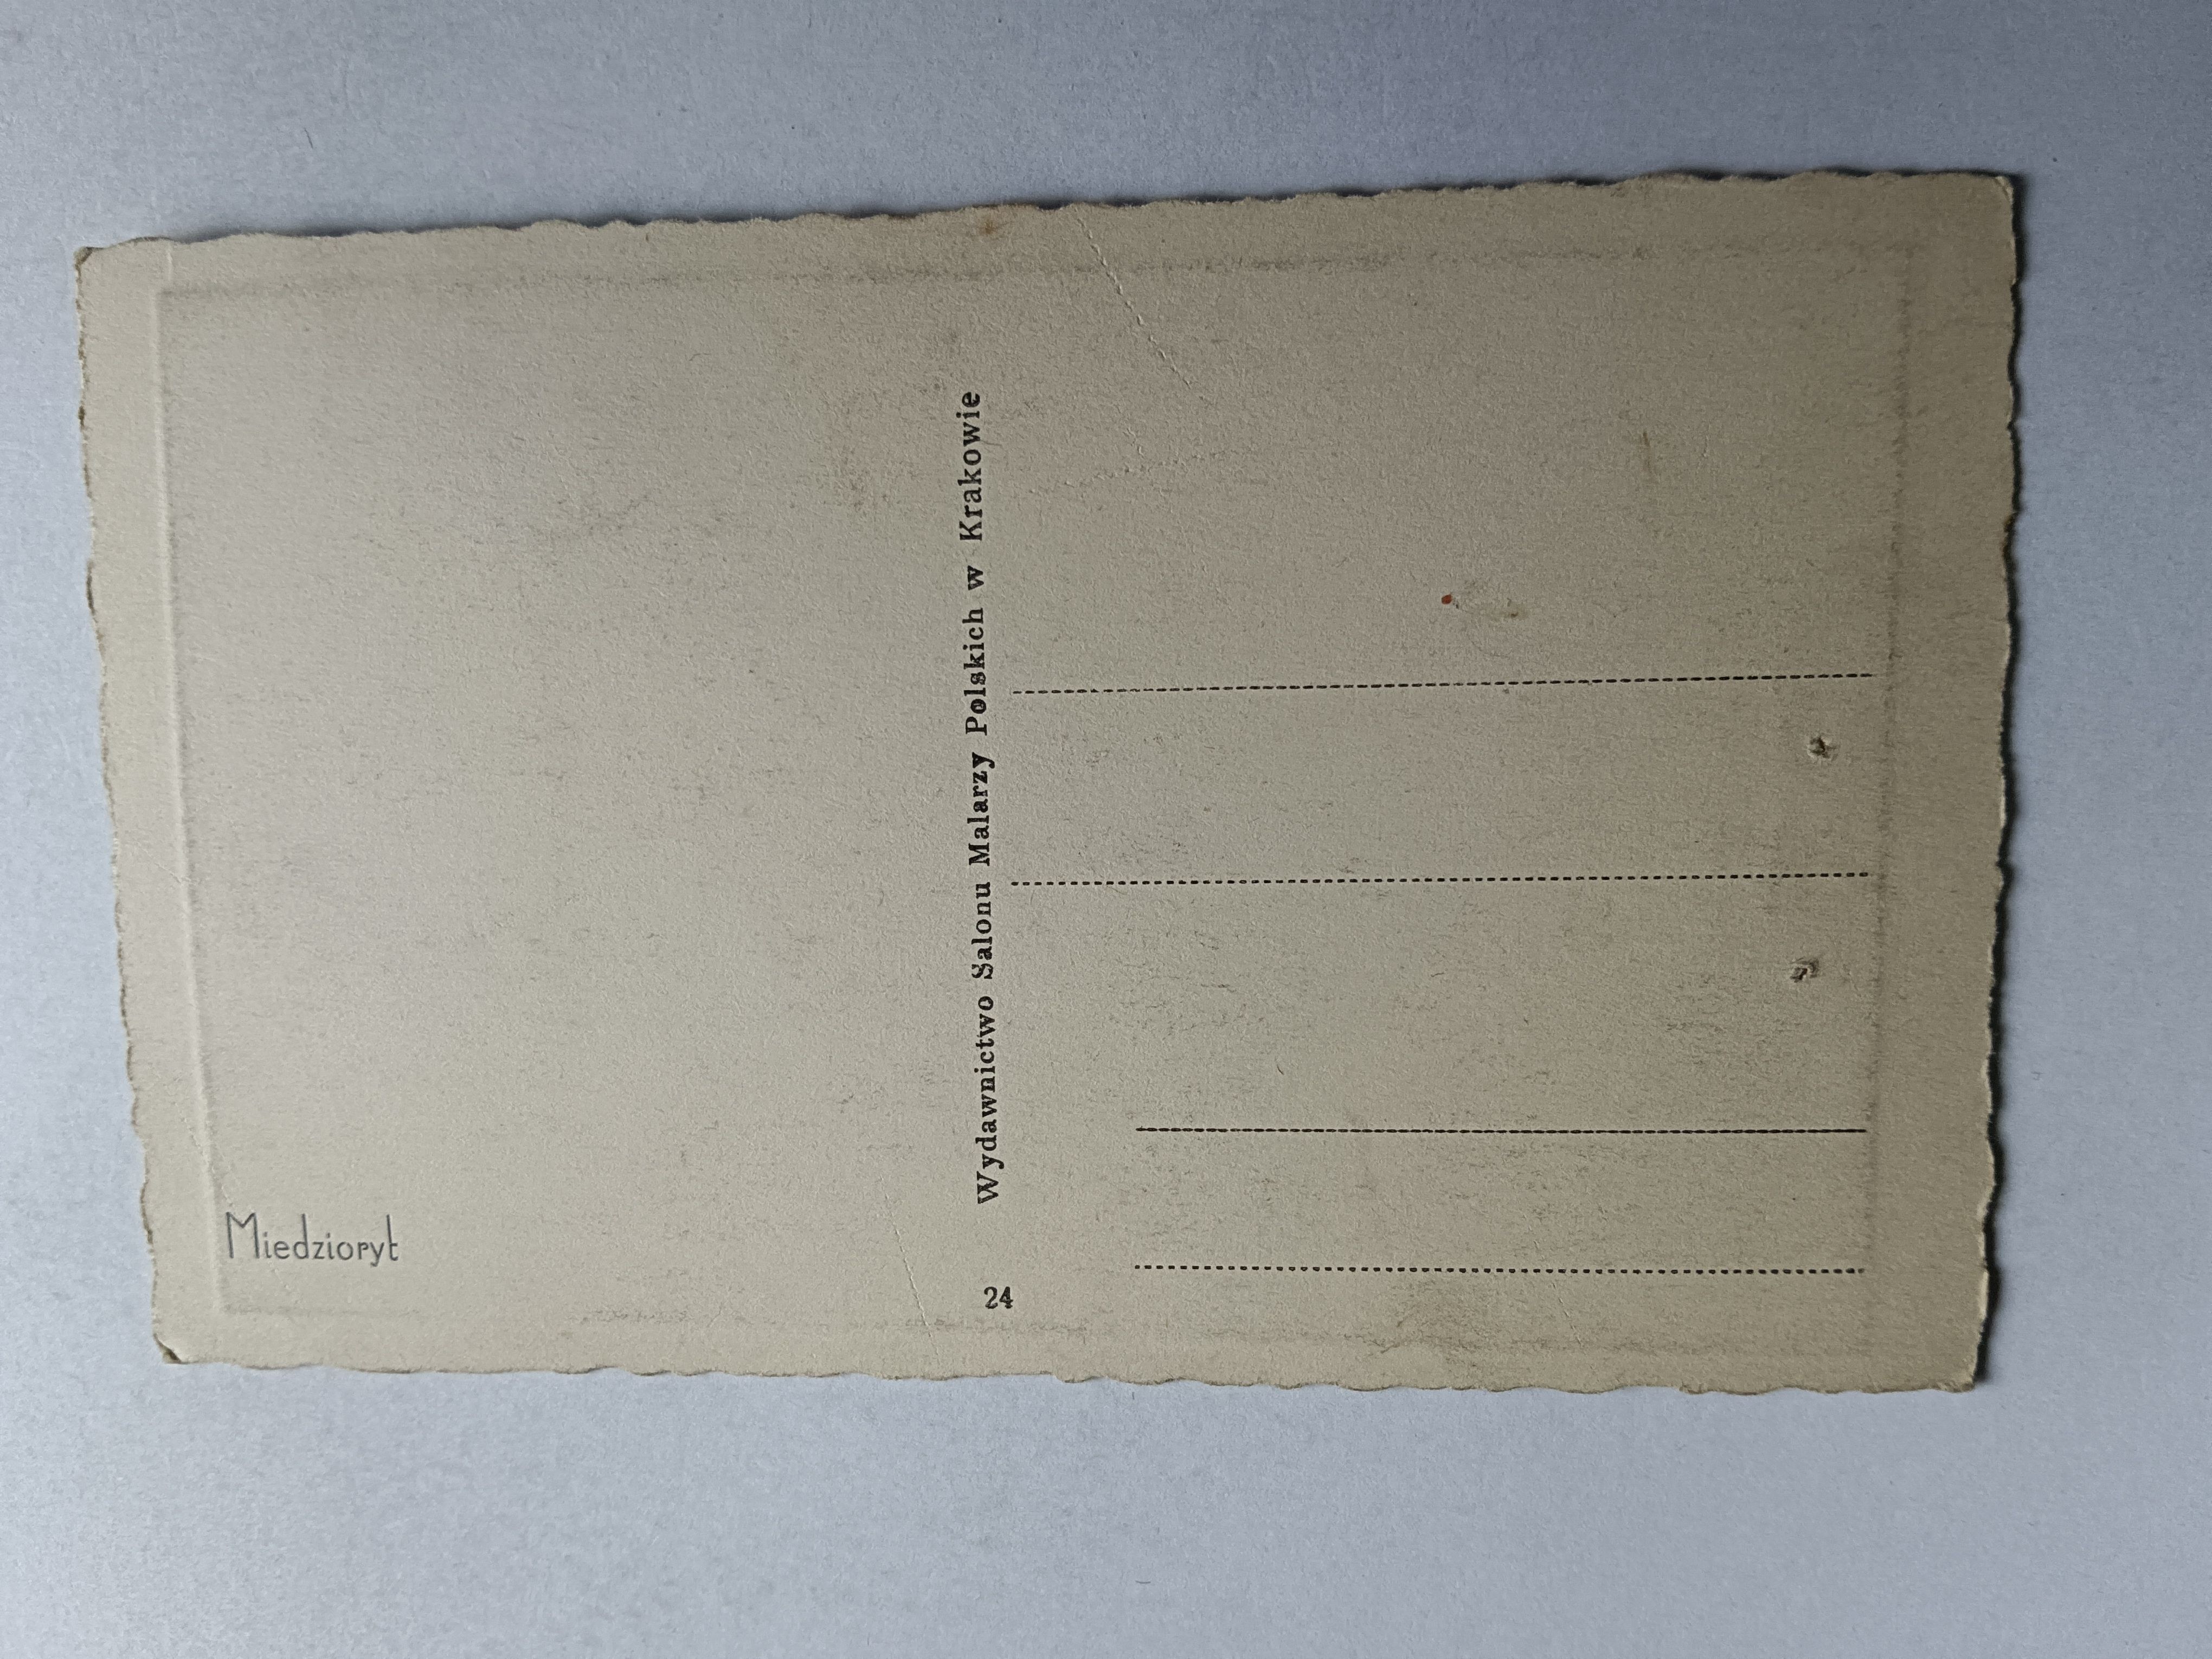 Miedzioryt
Wydawnictwo Salonu Malarzy Polskich w Krakowie
24